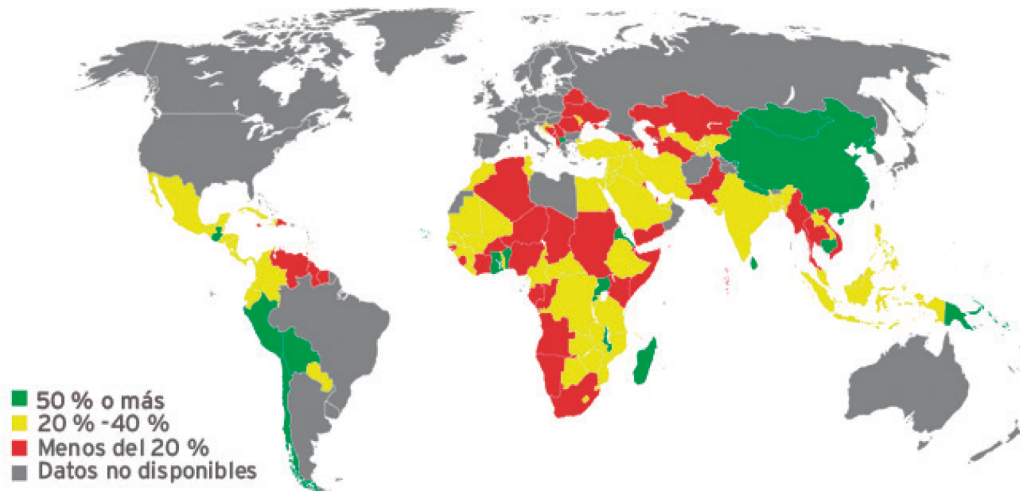 50 % o más
20 % -40 %
Menos del 20 %
Datos no disponibles